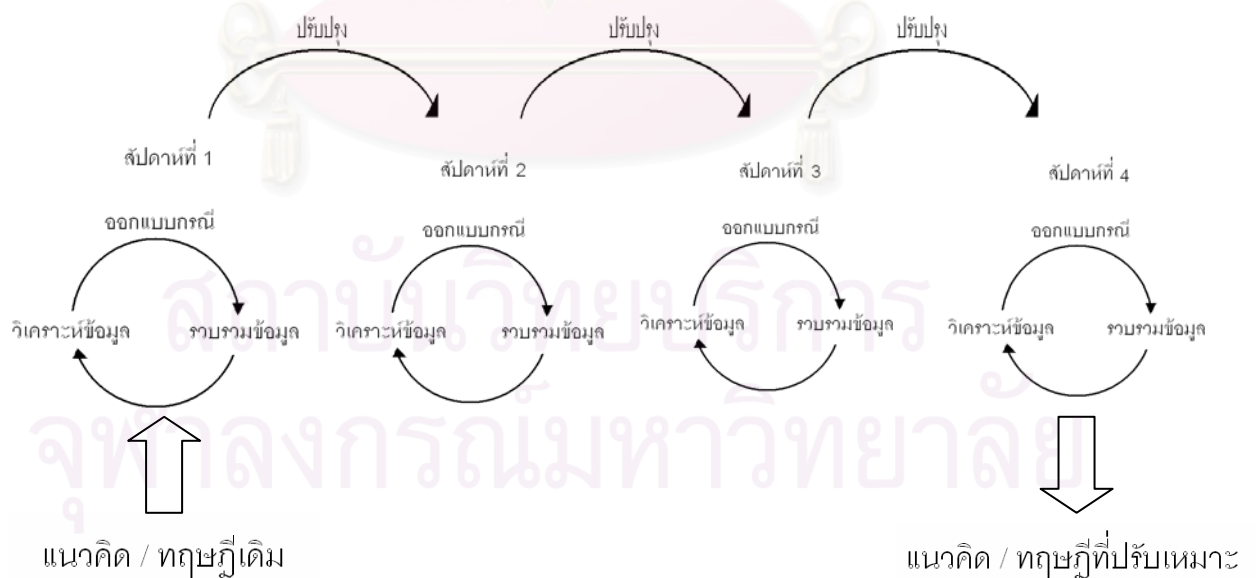 ปรับปรุง ปรับปรุง ปรับปรุง
สัปดาห์ที่ 1 สัปดาห์ที่ 2 สัปดาห์ที่ 3 สัปดาห์ที่ 4
ออกแบบกรณี ออกแบบกรณี ออกแบบกรณี ออกแบบกรณี
วิเคราะห์ข้อมูล รวบรวมข้อมูล วิเคราะห์ข้อมูล รวบรวมข้อมูล วิเคราะห์ข้อมูล รวบรวมข้อมูล วิเคราะห์ข้อมูล รวบรวมข้อมูล
สถาบันวิทยบริการ
จุฬาลงกรณ์มหาวิทยาลัย
แนวคิด / ทฤษฎีเดิม แนวคิด / ทฤษฎีที่ปรับเหมาะ